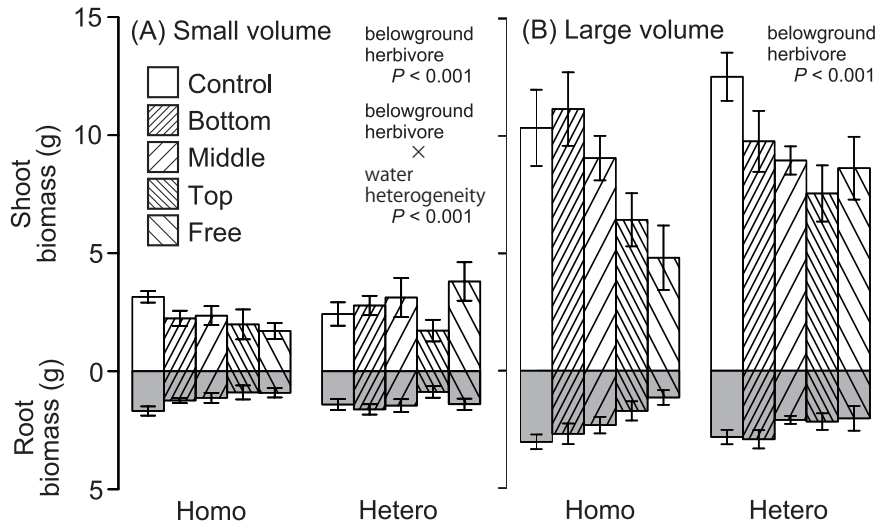 15
10
5
0
5
Shoot
biomass (g)
Root
biomass (g)
(A) Small volume
Control
Bottom
Middle
Top
Free
belowground
herbivore
P < 0.001
belowground
herbivore
×
water
heterogeneity
P < 0.001
Homo
Hetero
(B) Large volume
belowground
herbivore
P < 0.001
Homo
Hetero